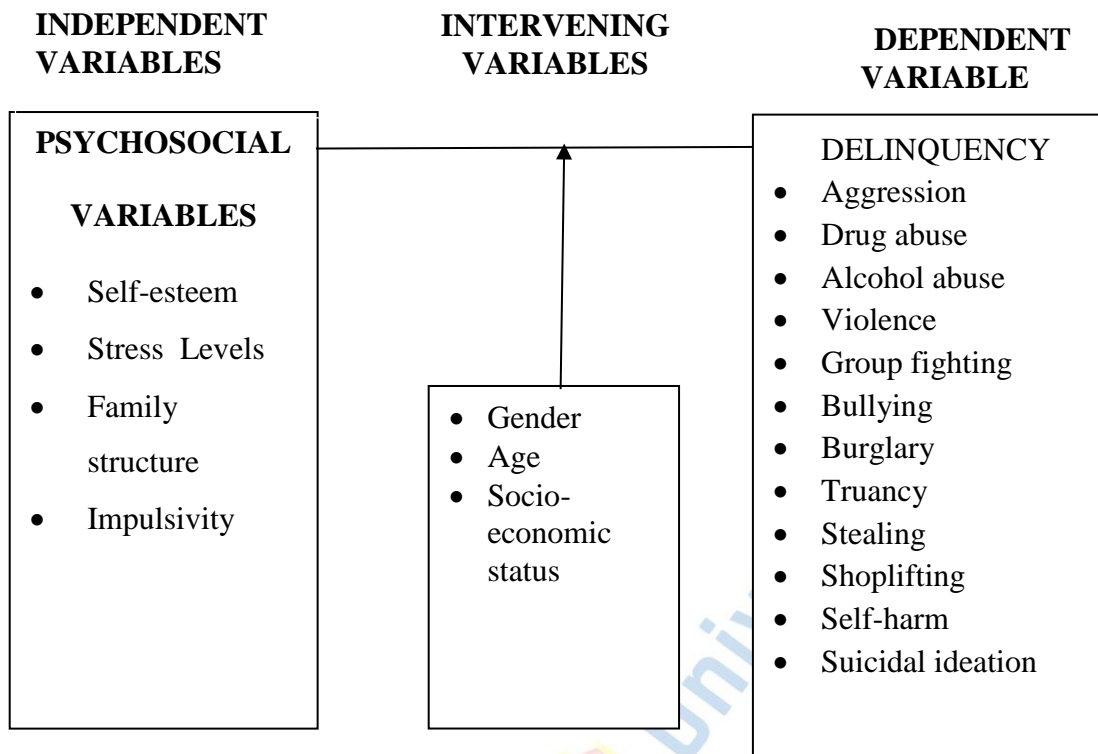 INDEPENDENT
VARIABLES
INTERVENING
VARIABLES
DEPENDENT
VARIABLE
PSYCHOSOCIAL
VARIABLES
• Self-esteem
• Stress Levels
• Family
structure
• Impulsivity
• Gender
• Age
• Socio-
economic
status
DELINQUENCY
• Aggression
• Drug abuse
• Alcohol abuse
• Violence
• Group fighting
• Bullying
• Burglary
• Truancy
• Stealing
• Shoplifting
• Self-harm
• Suicidal ideation